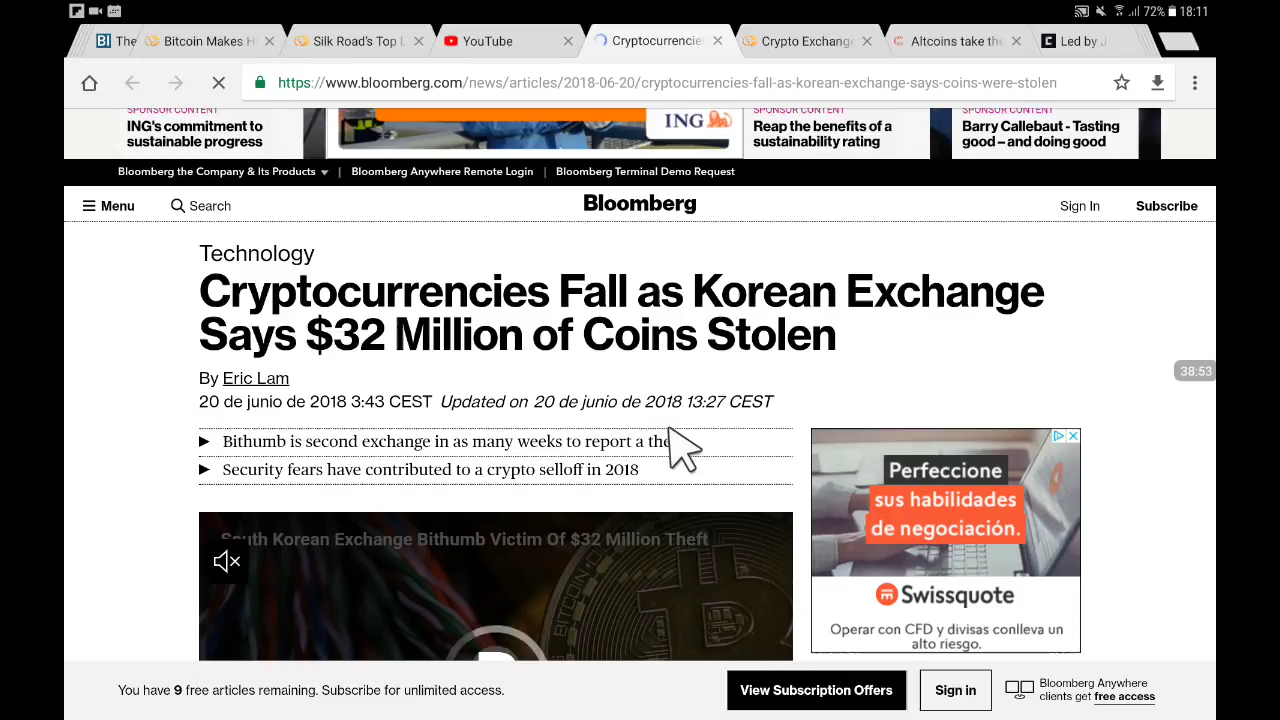 72% 18:11
BI The
Bitcoin Makes H
Silk Road's Top L
YouTube
Cryptocurrencie
Crypto Exchange
Altcoins take the
Led by J
https://www.bloomberg.com/news/articles/2018-06-20/cryptocurrencies-fall-as-korean-exchange-says-coins-were-stolen
SPONSOR CONTENT
ING's commitment to
sustainable progress
ING
SPONSOR CONTENT
Reap the benefits of a
sustainability rating
SPONSOR CONTENT
Barry Callebaut - Tasting
good – and doing good
Bloomberg the Company & Its Products ▼ | Bloomberg Anywhere Remote Login | Bloomberg Terminal Demo Request
Menu Search Bloomberg Sign In Subscribe
Technology
Cryptocurrencies Fall as Korean Exchange
Says $32 Million of Coins Stolen
By Eric Lam
20 de junio de 2018 3:43 CEST Updated on 20 de junio de 2018 13:27 CEST
38:53
Bithumb is second exchange in as many weeks to report a the
Security fears have contributed to a crypto selloff in 2018
South Korean Exchange Bithumb Victim Of $32 Million Theft
BITCOIN
Perfeccione
sus habilidades
de negociación.
Swissquote
Operar con CFD y divisas conlleva un
alto riesgo.
You have 9 free articles remaining. Subscribe for unlimited access.
View Subscription Offers
Sign in
Bloomberg Anywhere
clients get free access